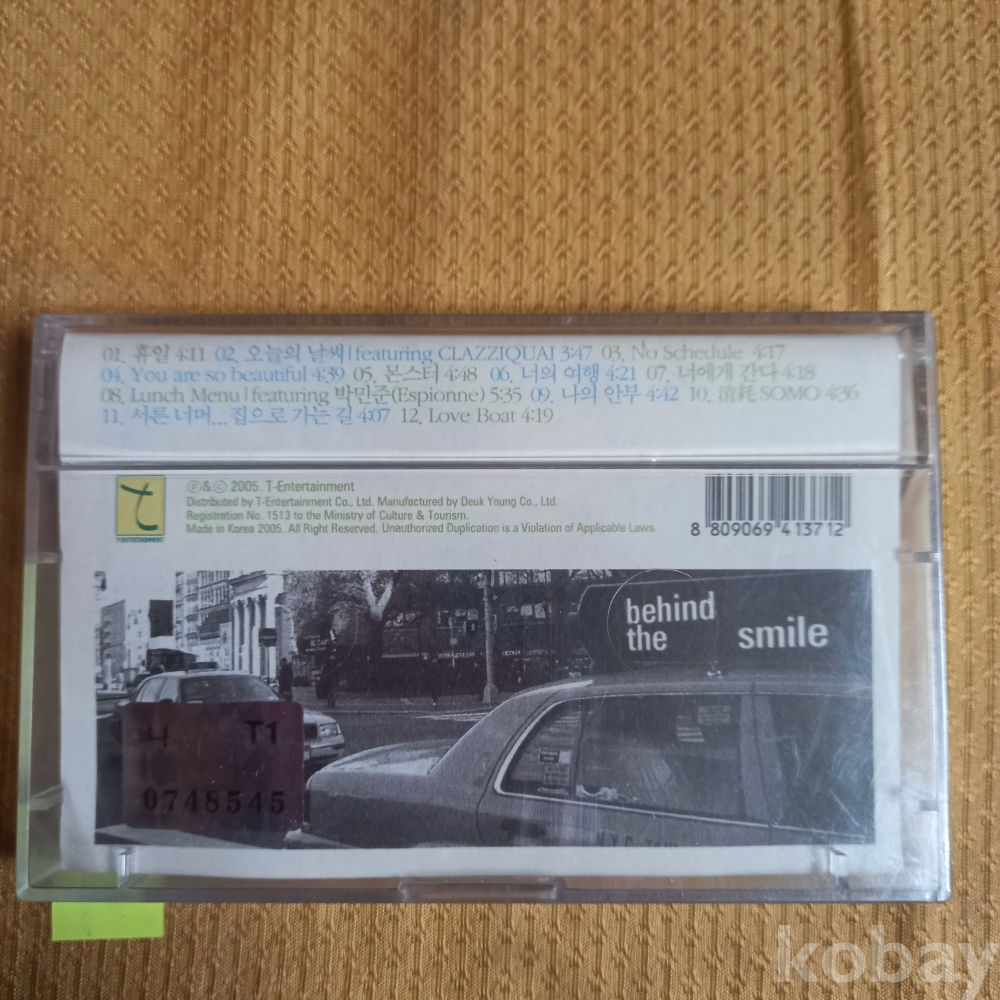 01. 휴일 4:11 02. 오늘의 날씨 | featuring CLAZZIQUAI 3:47 03. No Schedule 4:17
04. You are so beautiful 4:39 05. 몬스터 4:48 06. 너의 여행 4:21 07. 너에게 간다 4:18
08. Lunch Menu | featuring 박민준(Espionne) 5:35 09. 나의 안부 4:42 10. 消耗 SOMO 4:36
11. 서른 너머... 집으로 가는 길 4:07 12. Love Boat 4:19
t
ENTERTAINMENT
Ⓟ&© 2005. T-Entertainment
Distributed by T-Entertainment Co., Ltd. Manufactured by Deuk Young Co., Ltd.
Registration No. 1513 to the Ministry of Culture & Tourism.
Made in Korea 2005. All Right Reserved. Unauthorized Duplication is a Violation of Applicable Laws.
8 809069 413712
behind
the smile
나 T1
0748545
kobay